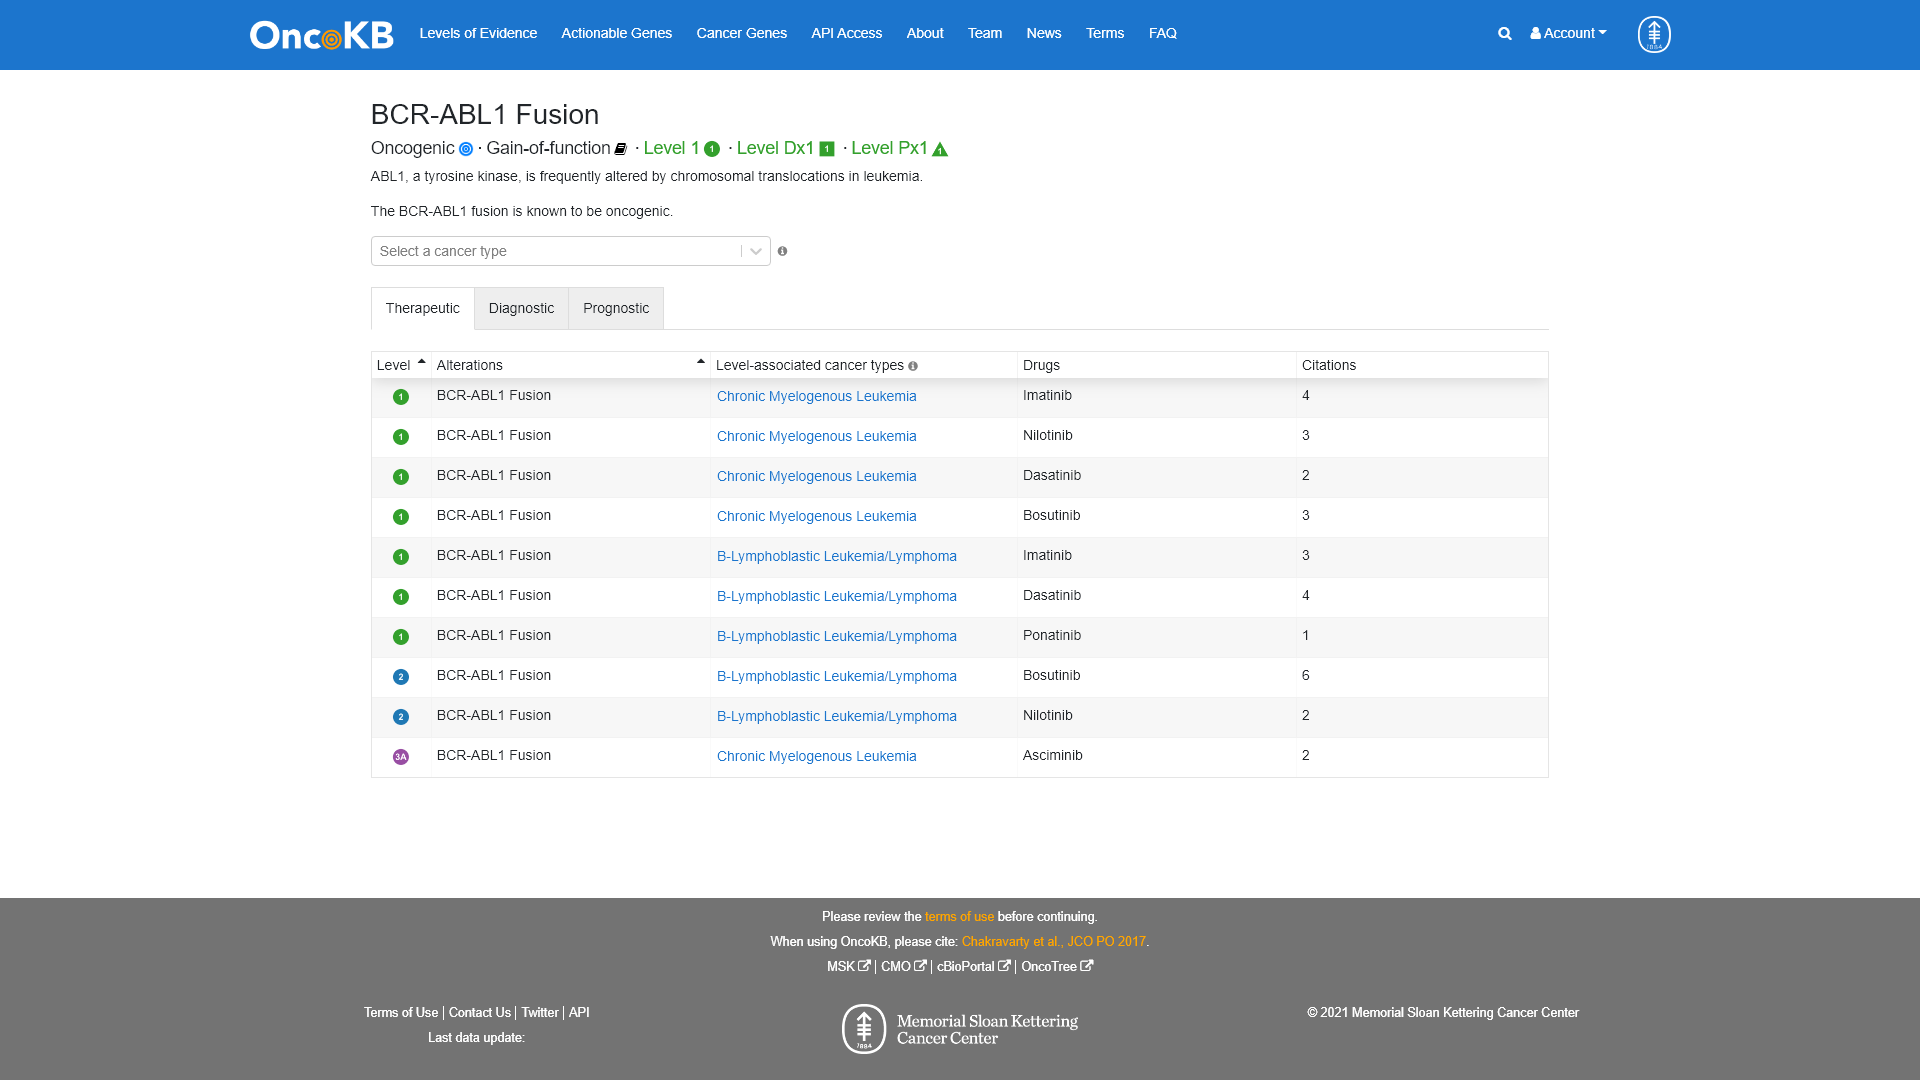 OncoKB Levels of Evidence Actionable Genes Cancer Genes API Access About Team News Terms FAQ Account
1884
BCR-ABL1 Fusion
Oncogenic · Gain-of-function · Level 1 1 · Level Dx1 1 · Level Px1 1
ABL1, a tyrosine kinase, is frequently altered by chromosomal translocations in leukemia.
The BCR-ABL1 fusion is known to be oncogenic.
Select a cancer type
Therapeutic Diagnostic Prognostic
Level Alterations Level-associated cancer types Drugs Citations
1 BCR-ABL1 Fusion Chronic Myelogenous Leukemia Imatinib 4
1 BCR-ABL1 Fusion Chronic Myelogenous Leukemia Nilotinib 3
1 BCR-ABL1 Fusion Chronic Myelogenous Leukemia Dasatinib 2
1 BCR-ABL1 Fusion Chronic Myelogenous Leukemia Bosutinib 3
1 BCR-ABL1 Fusion B-Lymphoblastic Leukemia/Lymphoma Imatinib 3
1 BCR-ABL1 Fusion B-Lymphoblastic Leukemia/Lymphoma Dasatinib 4
1 BCR-ABL1 Fusion B-Lymphoblastic Leukemia/Lymphoma Ponatinib 1
2 BCR-ABL1 Fusion B-Lymphoblastic Leukemia/Lymphoma Bosutinib 6
2 BCR-ABL1 Fusion B-Lymphoblastic Leukemia/Lymphoma Nilotinib 2
3A BCR-ABL1 Fusion Chronic Myelogenous Leukemia Asciminib 2
Please review the terms of use before continuing.
When using OncoKB, please cite: Chakravarty et al., JCO PO 2017.
MSK | CMO | cBioPortal | OncoTree
Terms of Use | Contact Us | Twitter | API
Last data update:
1884
Memorial Sloan Kettering
Cancer Center
© 2021 Memorial Sloan Kettering Cancer Center